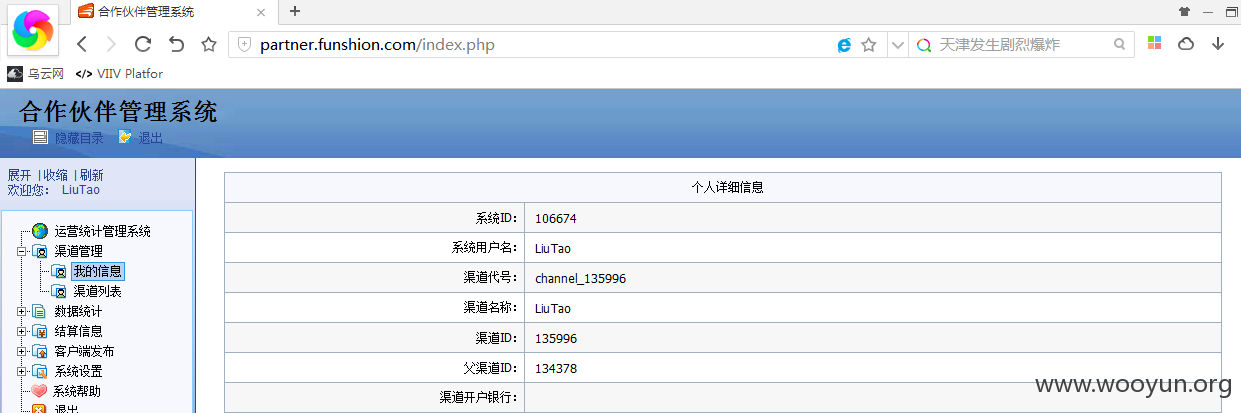 合作伙伴管理系统
partner.funshion.com/index.php
天津发生剧烈爆炸
乌云网 </> VIIV Platfor
合作伙伴管理系统
隐藏目录 退出
展开 |收缩 |刷新
欢迎您: LiuTao
运营统计管理系统
渠道管理
我的信息
渠道列表
数据统计
结算信息
客户端发布
系统设置
系统帮助
退出
个人详细信息
系统ID: 106674
系统用户名: LiuTao
渠道代号: channel_135996
渠道名称: LiuTao
渠道ID: 135996
父渠道ID: 134378
渠道开户银行:
www.wooyun.org